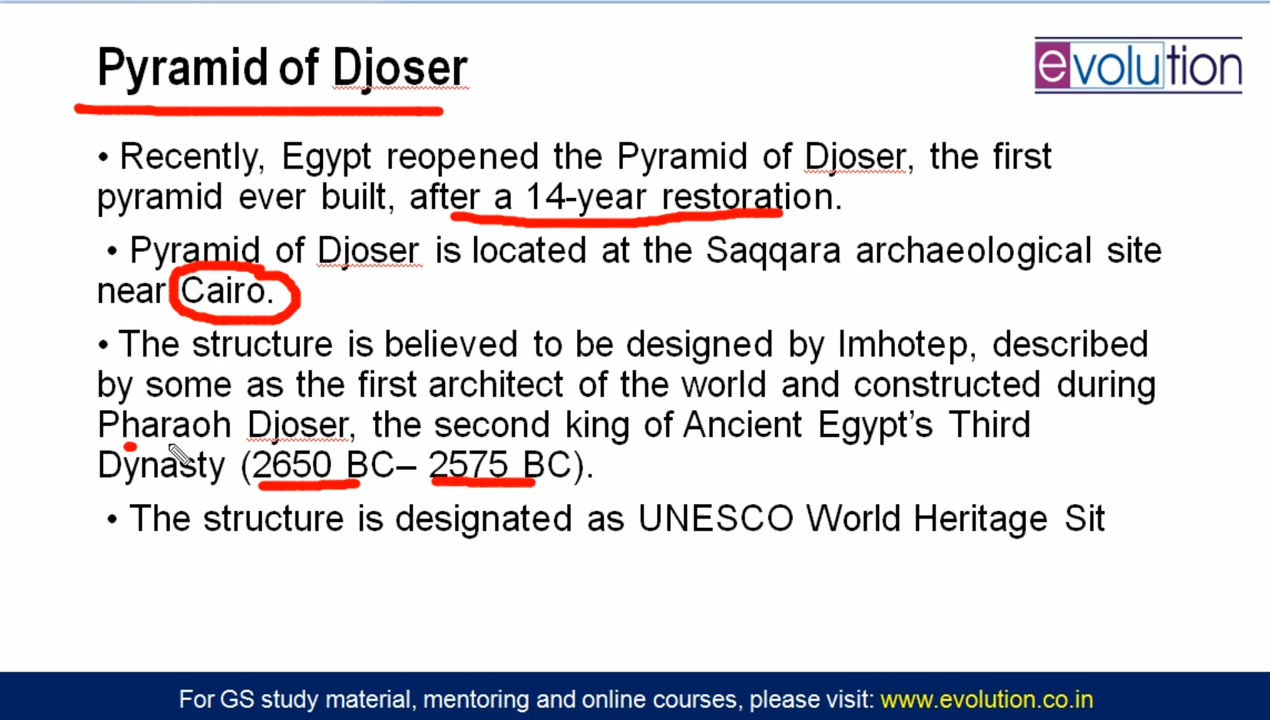 Pyramid of Djoser
evolution
• Recently, Egypt reopened the Pyramid of Djoser, the first
pyramid ever built, after a 14-year restoration.
• Pyramid of Djoser is located at the Saqqara archaeological site
near Cairo.
• The structure is believed to be designed by Imhotep, described
by some as the first architect of the world and constructed during
Pharaoh Djoser, the second king of Ancient Egypt’s Third
Dynasty (2650 BC– 2575 BC).
• The structure is designated as UNESCO World Heritage Sit
For GS study material, mentoring and online courses, please visit: www.evolution.co.in